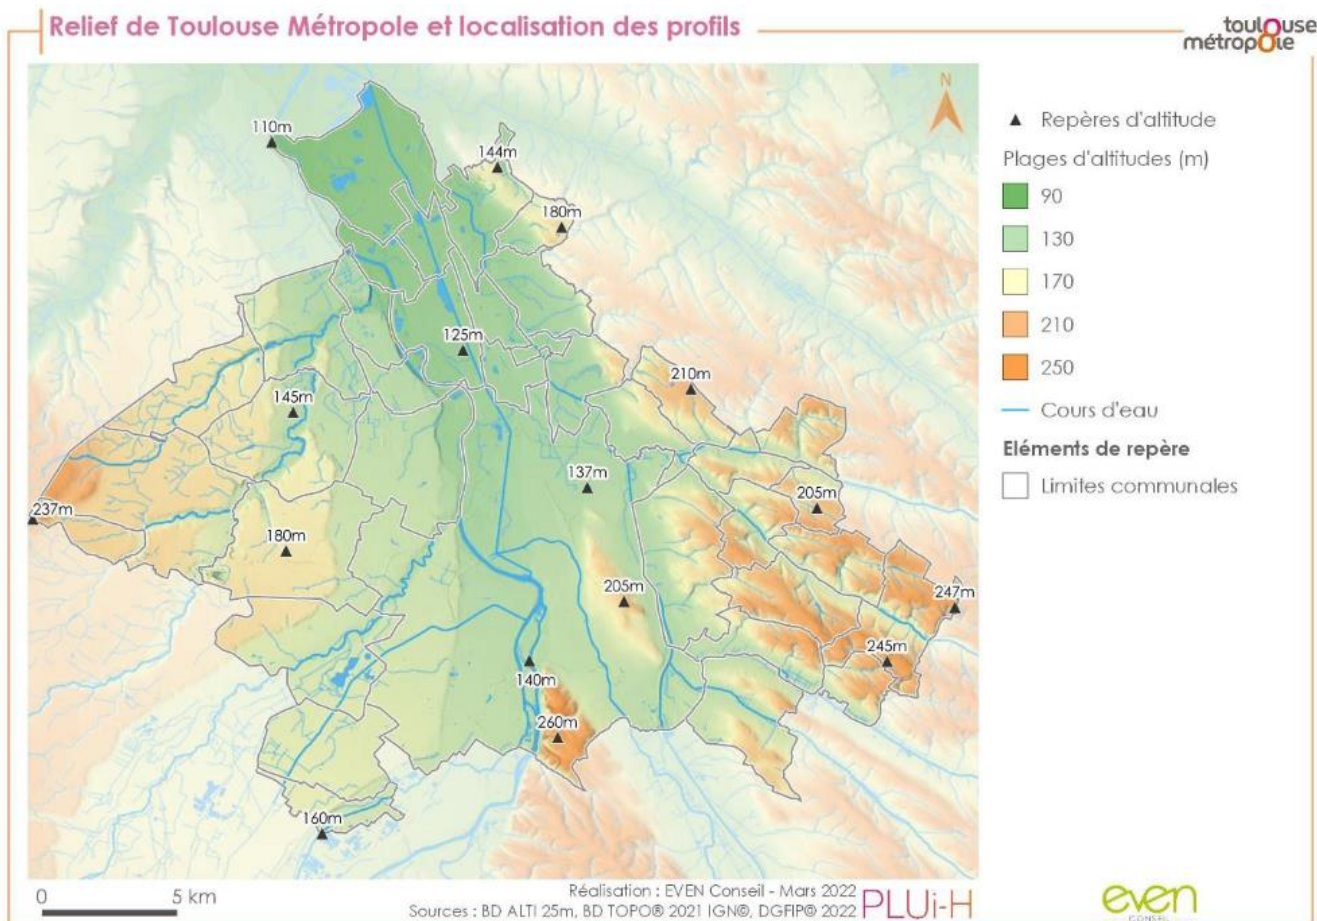 Relief de Toulouse Métropole et localisation des profils
toulouse
métropole
N
110m
144m
180m
125m
210m
145m
137m
205m
237m
180m
205m
247m
245m
140m
260m
160m
▲ Repères d'altitude
Plages d'altitudes (m)
90
130
170
210
250
Cours d'eau
Eléments de repère
Limites communales
0 5 km
Réalisation : EVEN Conseil - Mars 2022
Sources : BD ALTI 25m, BD TOPO® 2021 IGN©, DGFIP© 2022
PLUi-H
even
CONSEIL